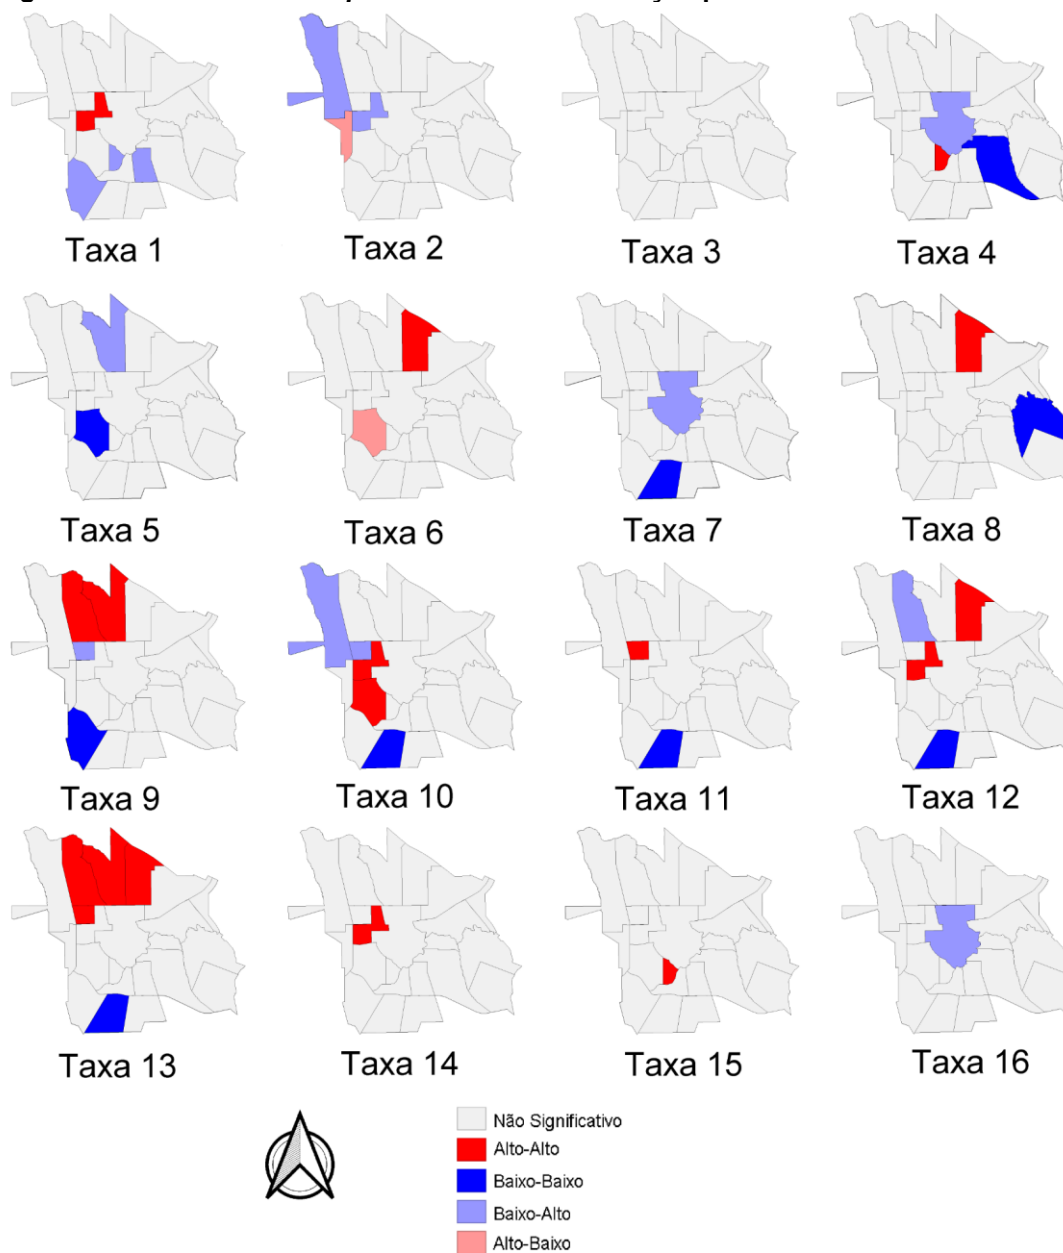 Taxa 1 Taxa 2 Taxa 3 Taxa 4
Taxa 5 Taxa 6 Taxa 7 Taxa 8
Taxa 9 Taxa 10 Taxa 11 Taxa 12
Taxa 13 Taxa 14 Taxa 15 Taxa 16
Não Significativo
Alto-Alto
Baixo-Baixo
Baixo-Alto
Alto-Baixo